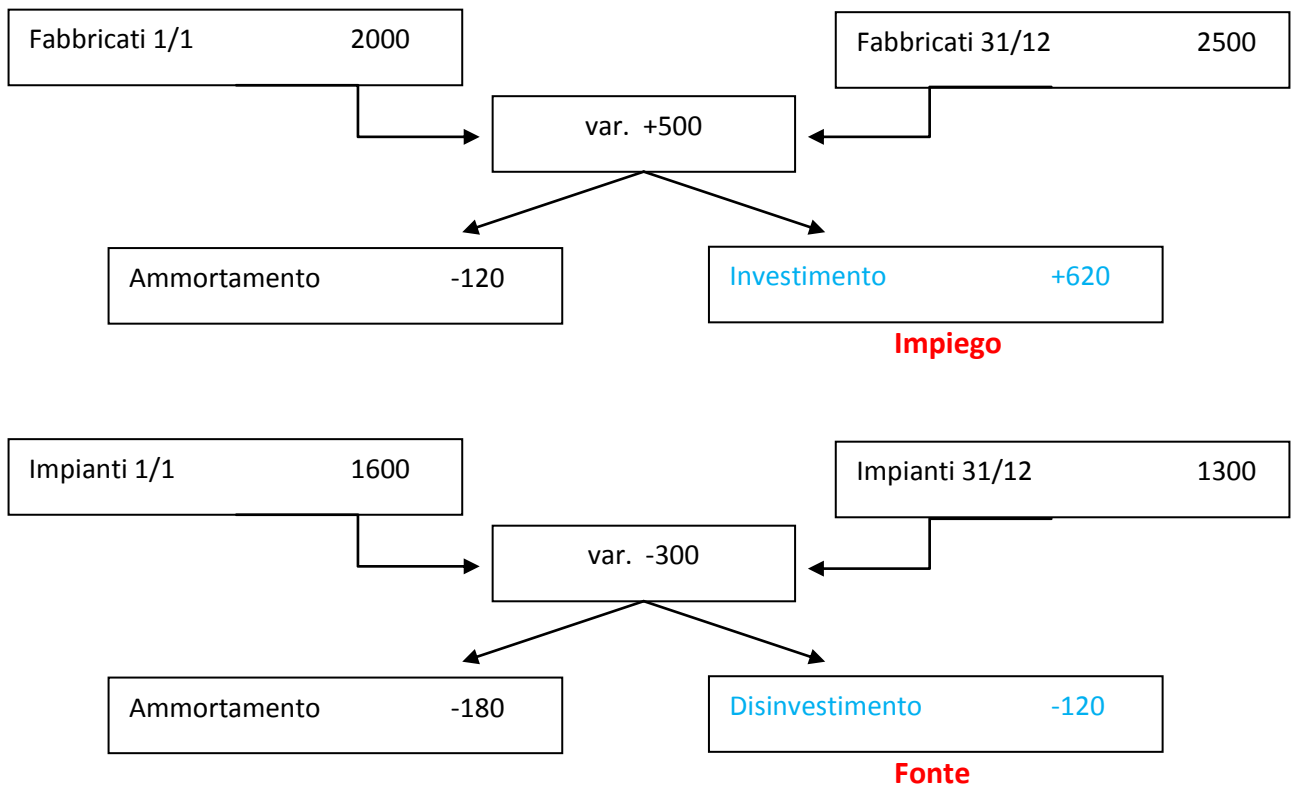 Fabbricati 1/1 2000
Fabbricati 31/12 2500
var. +500
Ammortamento -120
Investimento +620
Impiego
Impianti 1/1 1600
Impianti 31/12 1300
var. -300
Ammortamento -180
Disinvestimento -120
Fonte